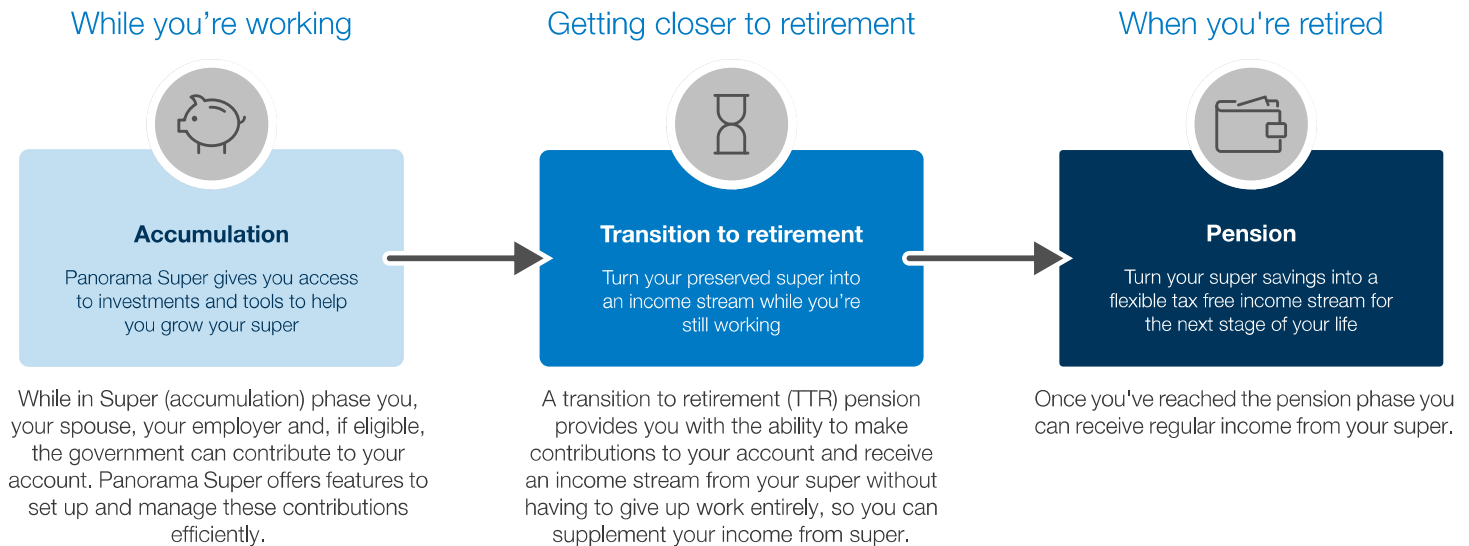 While you're working
Accumulation
Panorama Super gives you access
to investments and tools to help
you grow your super
While in Super (accumulation) phase you,
your spouse, your employer and, if eligible,
the government can contribute to your
account. Panorama Super offers features to
set up and manage these contributions
efficiently.
Getting closer to retirement
Transition to retirement
Turn your preserved super into
an income stream while you're
still working
A transition to retirement (TTR) pension
provides you with the ability to make
contributions to your account and receive
an income stream from your super without
having to give up work entirely, so you can
supplement your income from super.
When you're retired
Pension
Turn your super savings into a
flexible tax free income stream for
the next stage of your life
Once you've reached the pension phase you
can receive regular income from your super.